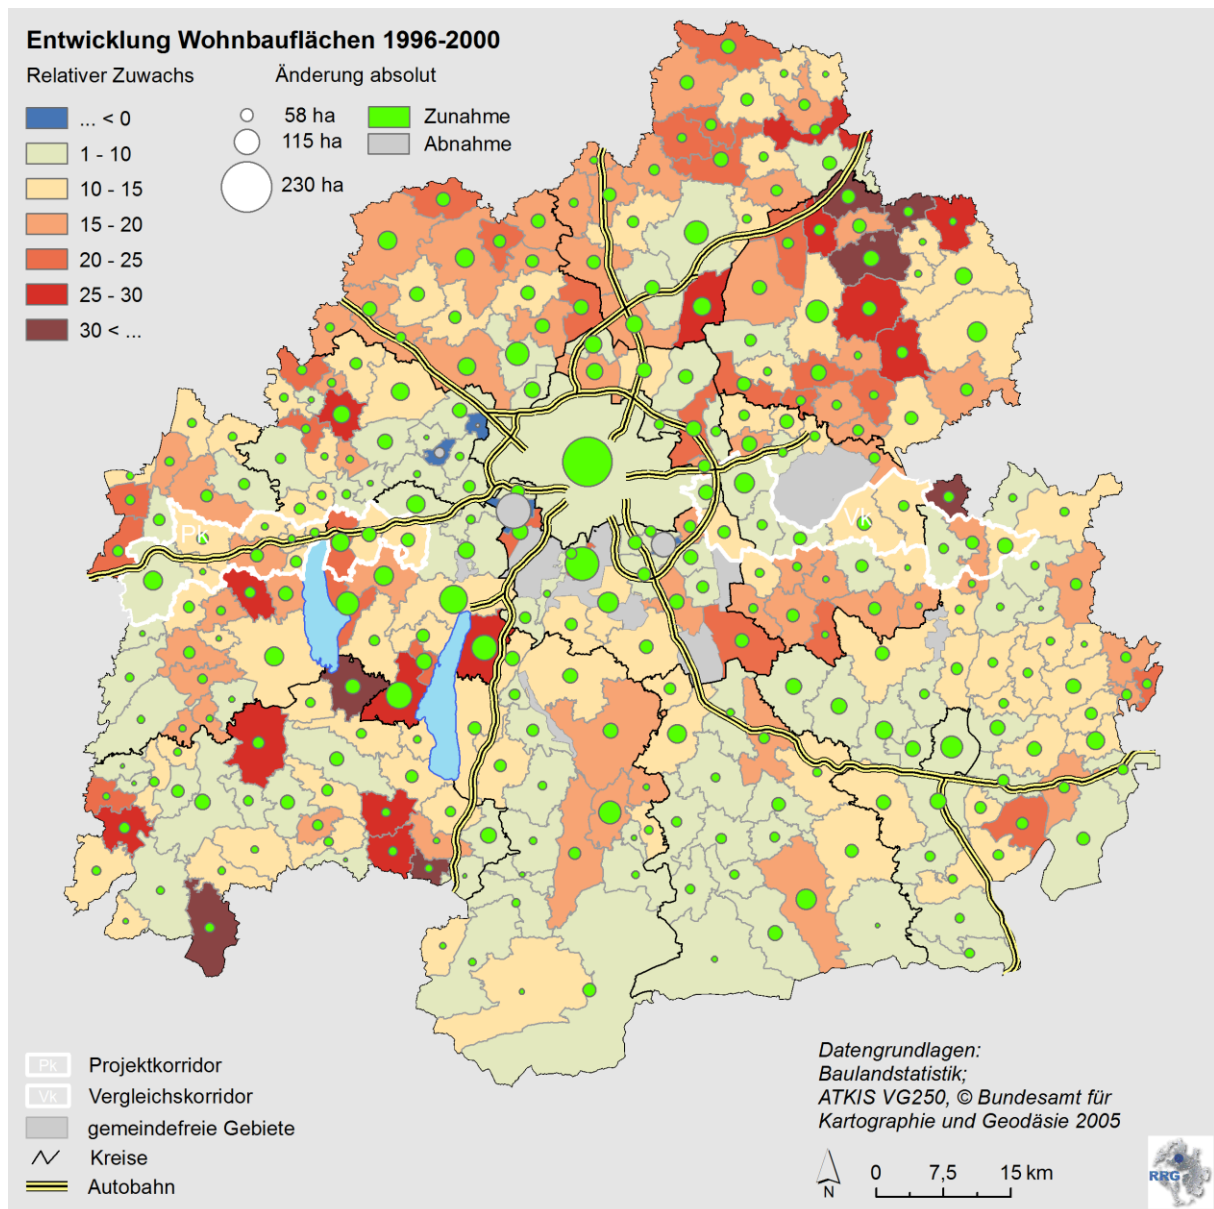 Entwicklung Wohnbauflächen 1996-2000
Relativer Zuwachs
... < 0
1 - 10
10 - 15
15 - 20
20 - 25
25 - 30
30 < ...
Änderung absolut
58 ha
115 ha
230 ha
Zunahme
Abnahme
Pk
Vk
Pk Projektkorridor
Vk Vergleichskorridor
gemeindefreie Gebiete
Kreise
Autobahn
Datengrundlagen:
Baulandstatistik;
ATKIS VG250, © Bundesamt für
Kartographie und Geodäsie 2005
N
0 7,5 15 km
RRG